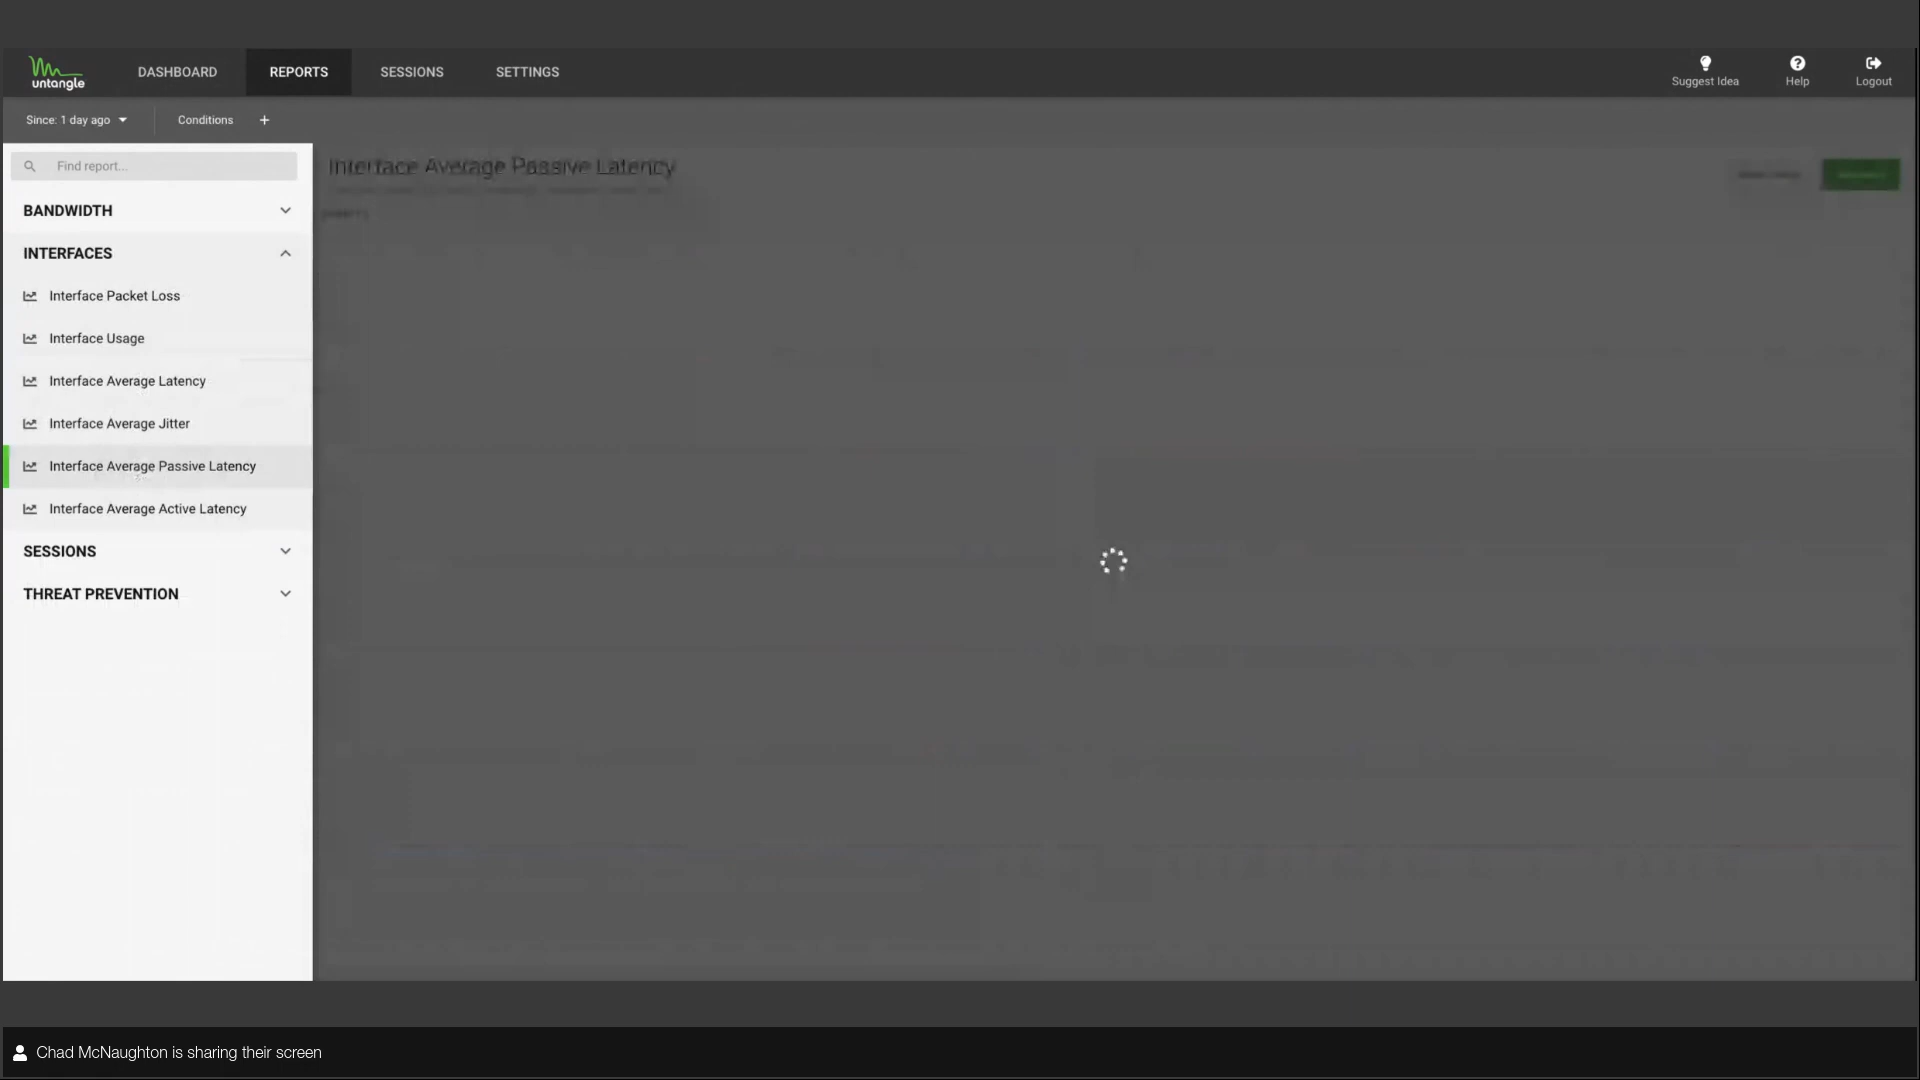 untangle
DASHBOARD
REPORTS
SESSIONS
SETTINGS
Suggest Idea
Help
Logout
Since: 1 day ago
Conditions
+
Find report...
Interface Average Passive Latency
BANDWIDTH
INTERFACES
Interface Packet Loss
Interface Usage
Interface Average Latency
Interface Average Jitter
Interface Average Passive Latency
Interface Average Active Latency
SESSIONS
THREAT PREVENTION
Chad McNaughton is sharing their screen